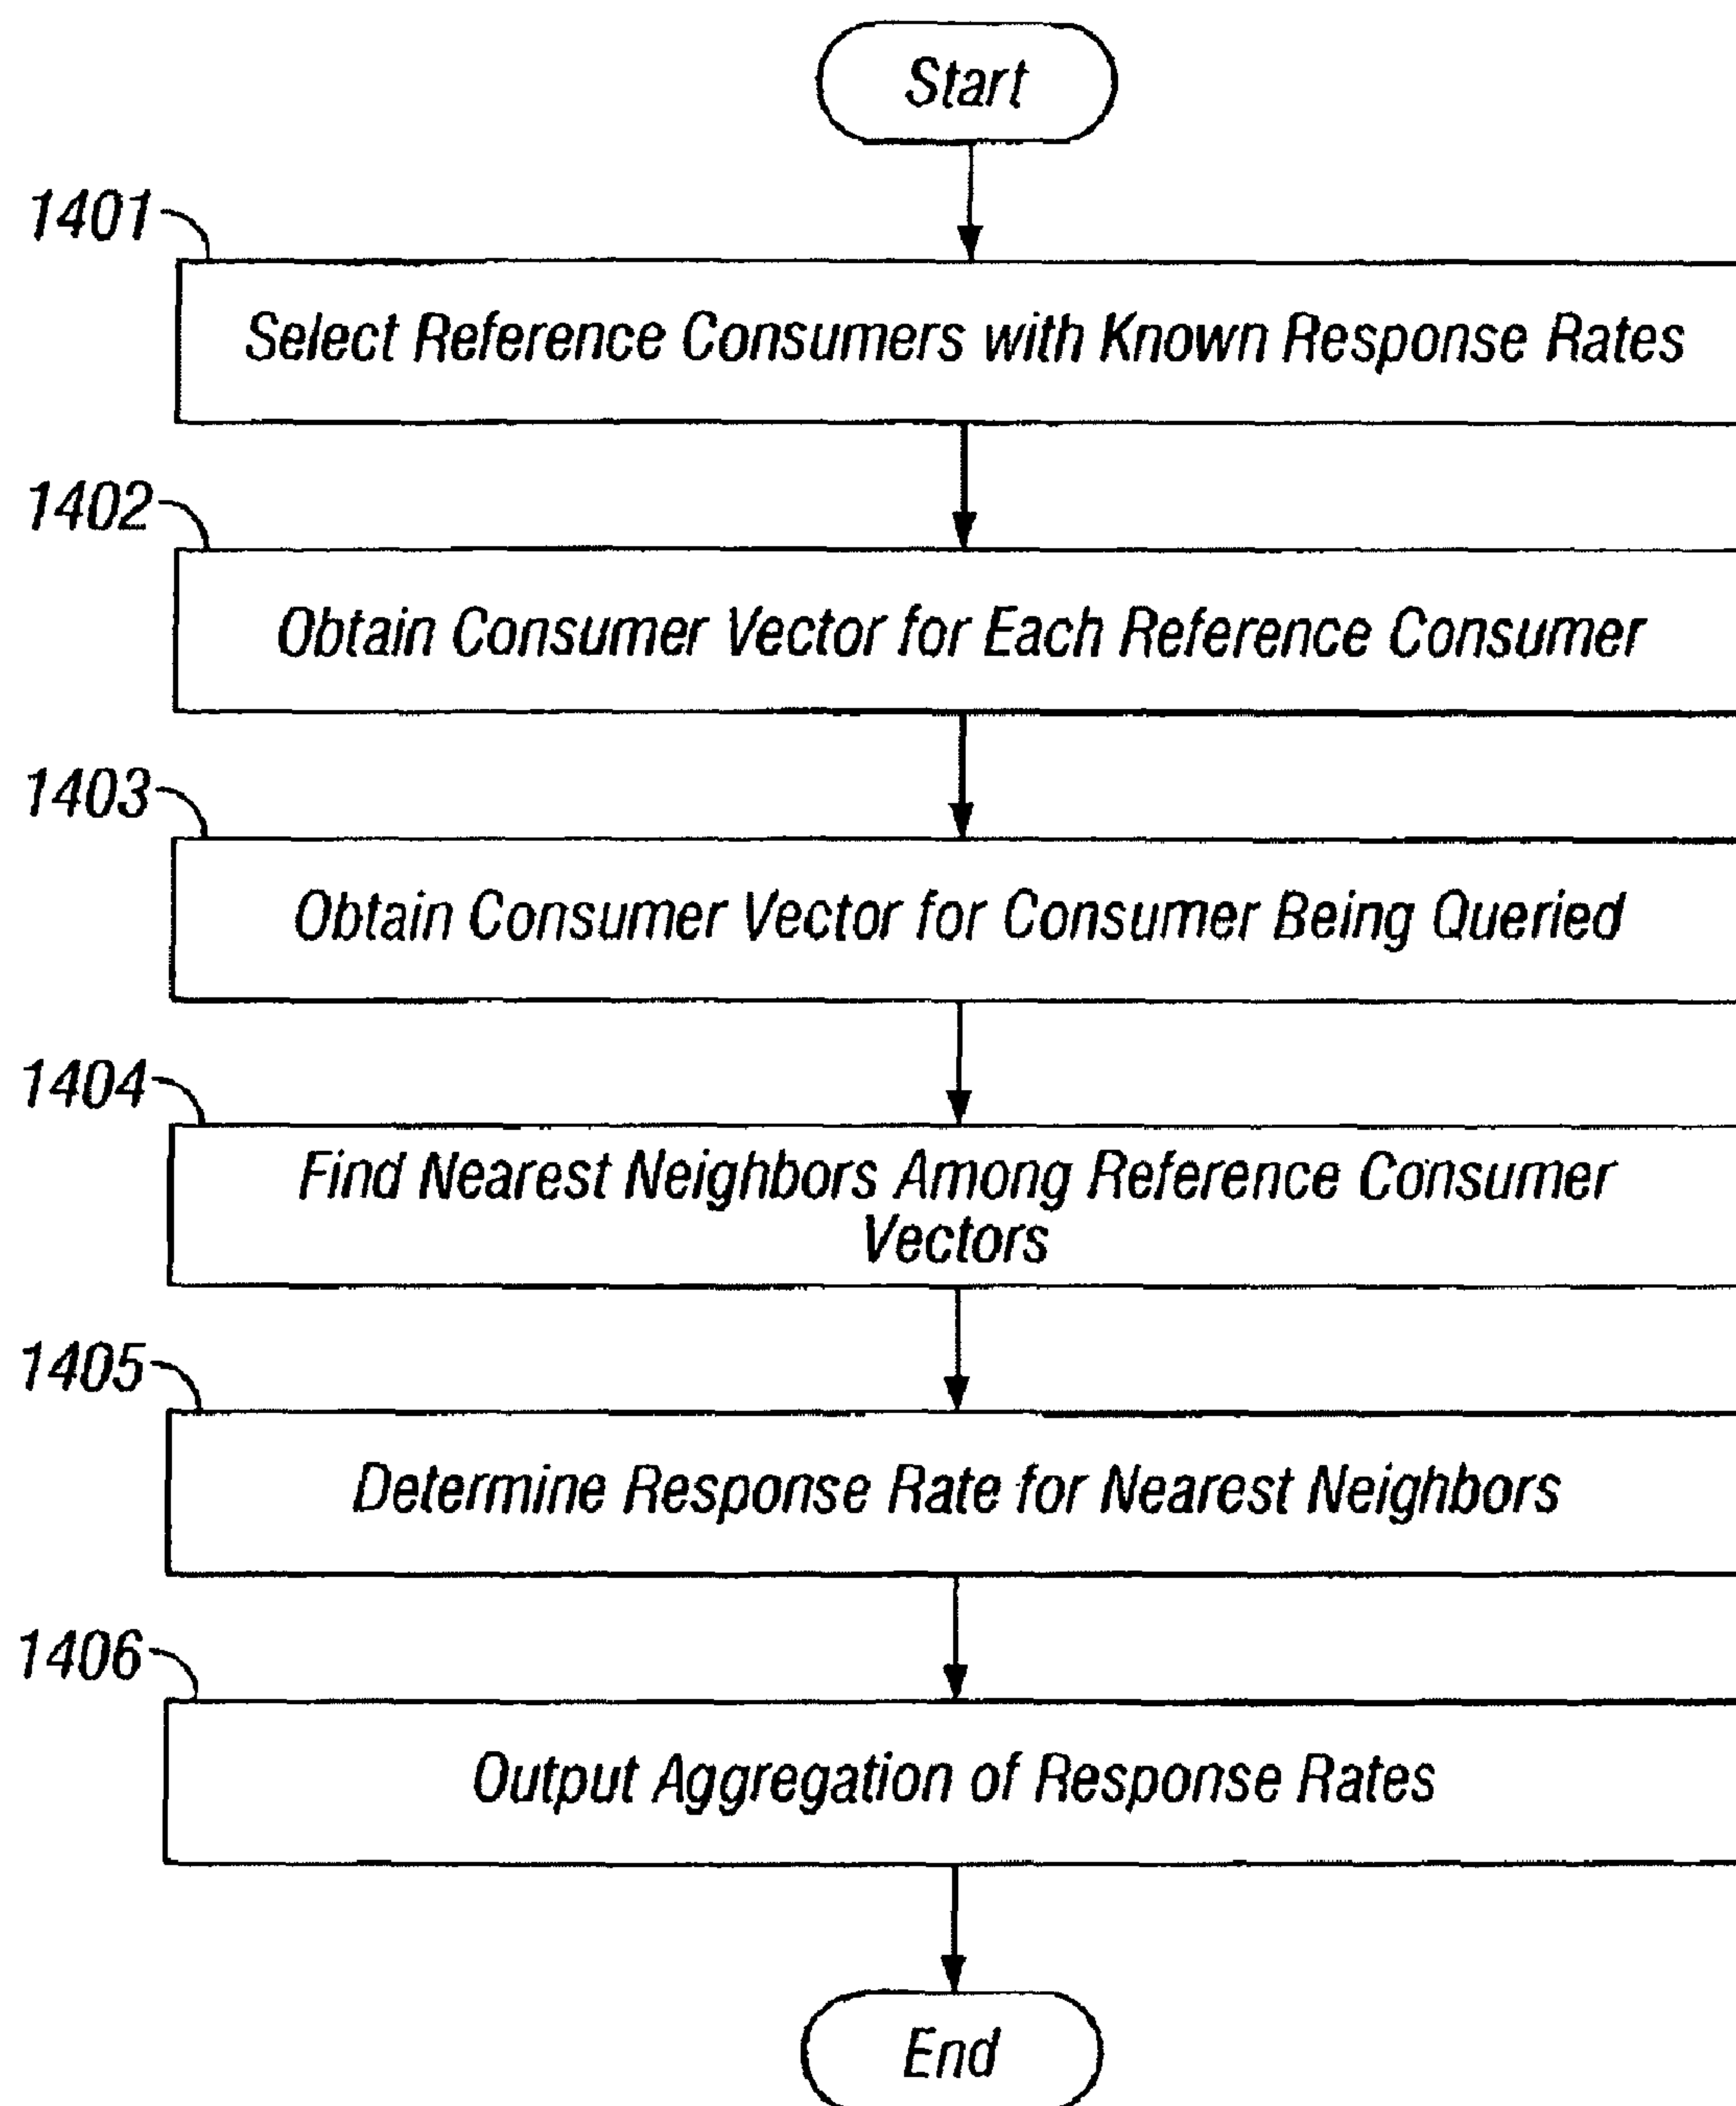 Start
1401
Select Reference Consumers with Known Response Rates
1402
Obtain Consumer Vector for Each Reference Consumer
1403
Obtain Consumer Vector for Consumer Being Queried
1404
Find Nearest Neighbors Among Reference Consumer
Vectors
1405
Determine Response Rate for Nearest Neighbors
1406
Output Aggregation of Response Rates
End